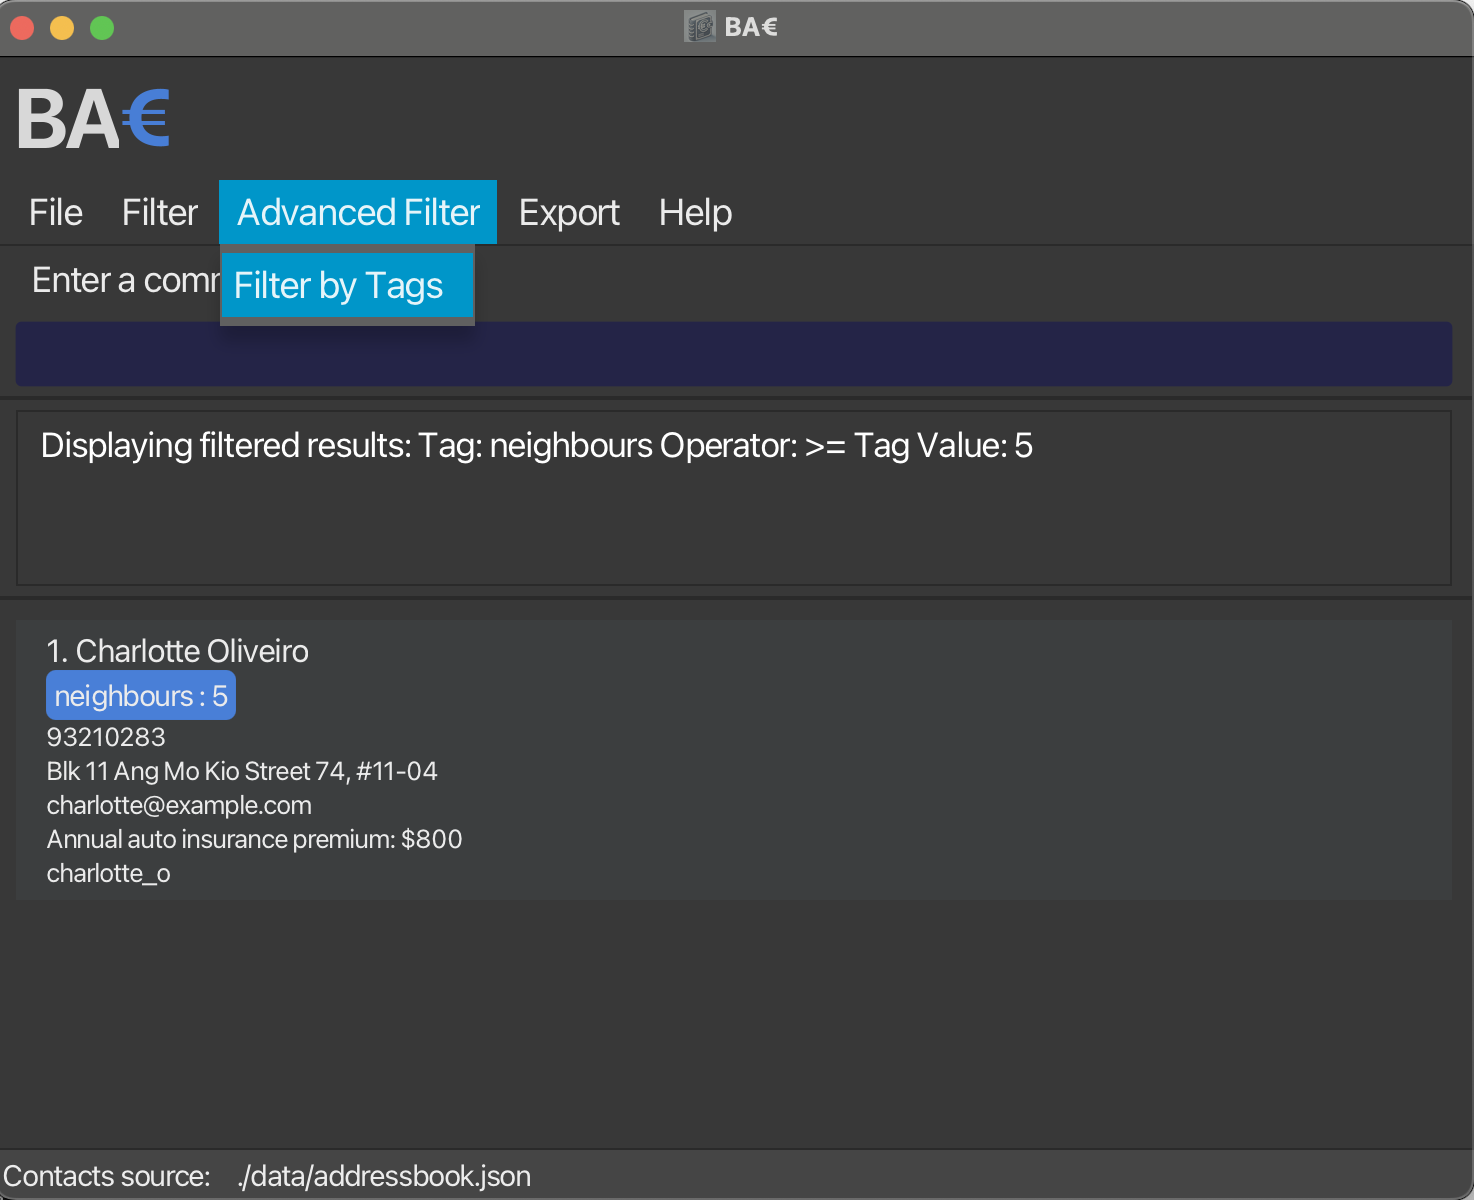 BA€
BA€
File Filter Advanced Filter Export Help
Enter a comm
Filter by Tags
Displaying filtered results: Tag: neighbours Operator: >= Tag Value: 5
1. Charlotte Oliveiro
neighbours : 5
93210283
Blk 11 Ang Mo Kio Street 74, #11-04
charlotte@example.com
Annual auto insurance premium: $800
charlotte_o
Contacts source: ./data/addressbook.json